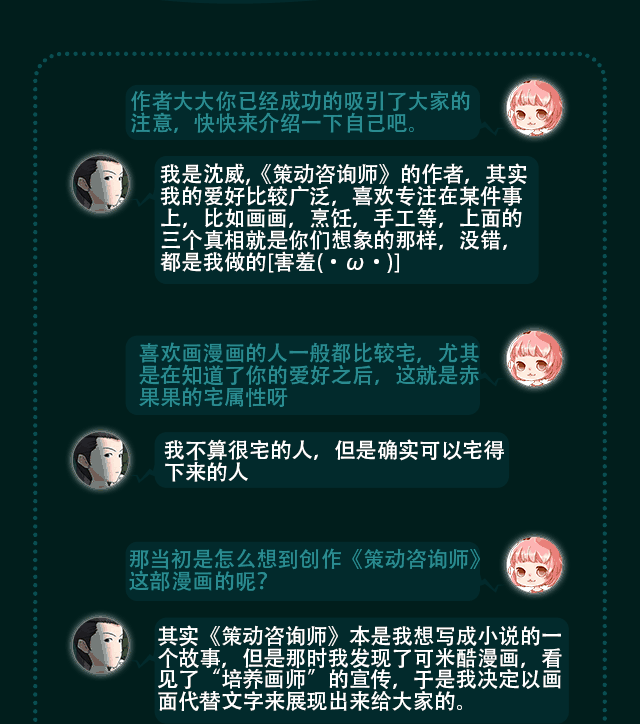 作者大大你已经成功的吸引了大家的
注意，快快来介绍一下自己吧。
我是沈威,《策动咨询师》的作者，其实
我的爱好比较广泛，喜欢专注在某件事
上，比如画画，烹饪，手工等，上面的
三个真相就是你们想象的那样，没错，
都是我做的[害羞(・ω・)]
喜欢画漫画的人一般都比较宅，尤其
是在知道了你的爱好之后，这就是赤
果果的宅属性呀
我不算很宅的人，但是确实可以宅得
下来的人
那当初是怎么想到创作《策动咨询师》
这部漫画的呢？
其实《策动咨询师》本是我想写成小说的一
个故事，但是那时我发现了可米酷漫画，看
见了“培养画师”的宣传，于是我决定以画
面代替文字来展现出来给大家的。